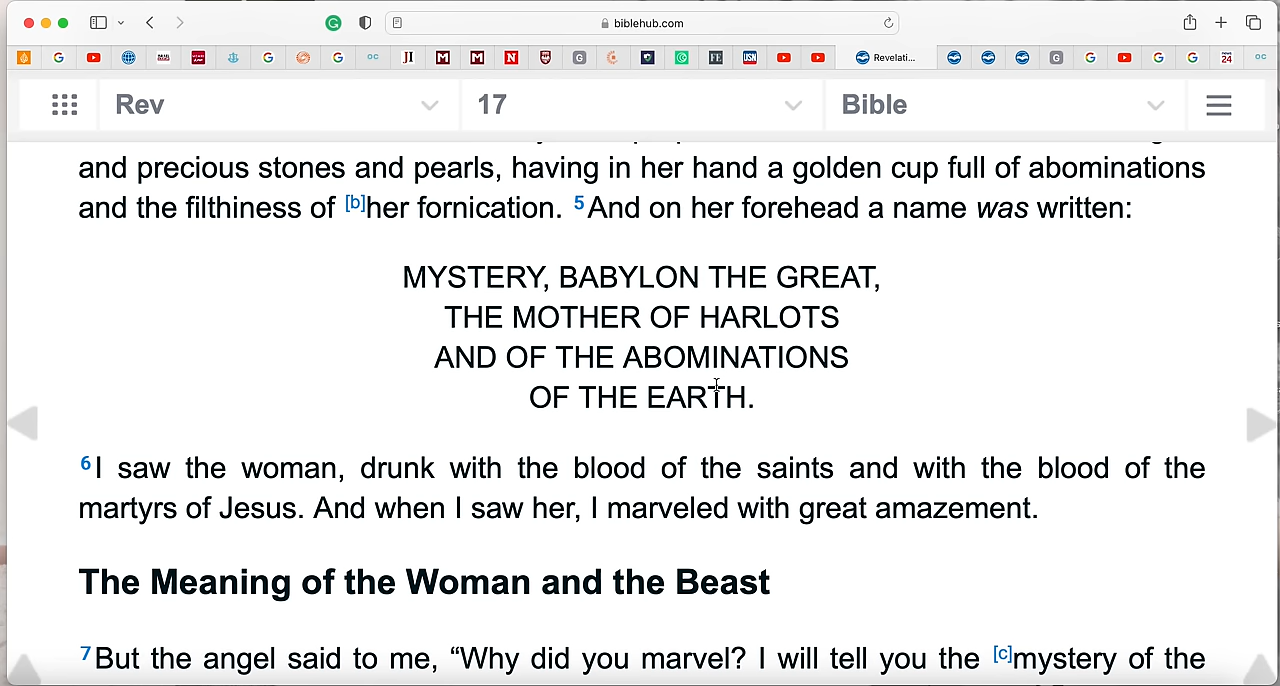 biblehub.com
Revelati...
Rev 17 Bible
and precious stones and pearls, having in her hand a golden cup full of abominations
and the filthiness of [b]her fornication. 5 And on her forehead a name was written:
MYSTERY, BABYLON THE GREAT,
THE MOTHER OF HARLOTS
AND OF THE ABOMINATIONS
OF THE EARTH.
6 I saw the woman, drunk with the blood of the saints and with the blood of the
martyrs of Jesus. And when I saw her, I marveled with great amazement.
The Meaning of the Woman and the Beast
7 But the angel said to me, “Why did you marvel? I will tell you the [c]mystery of the